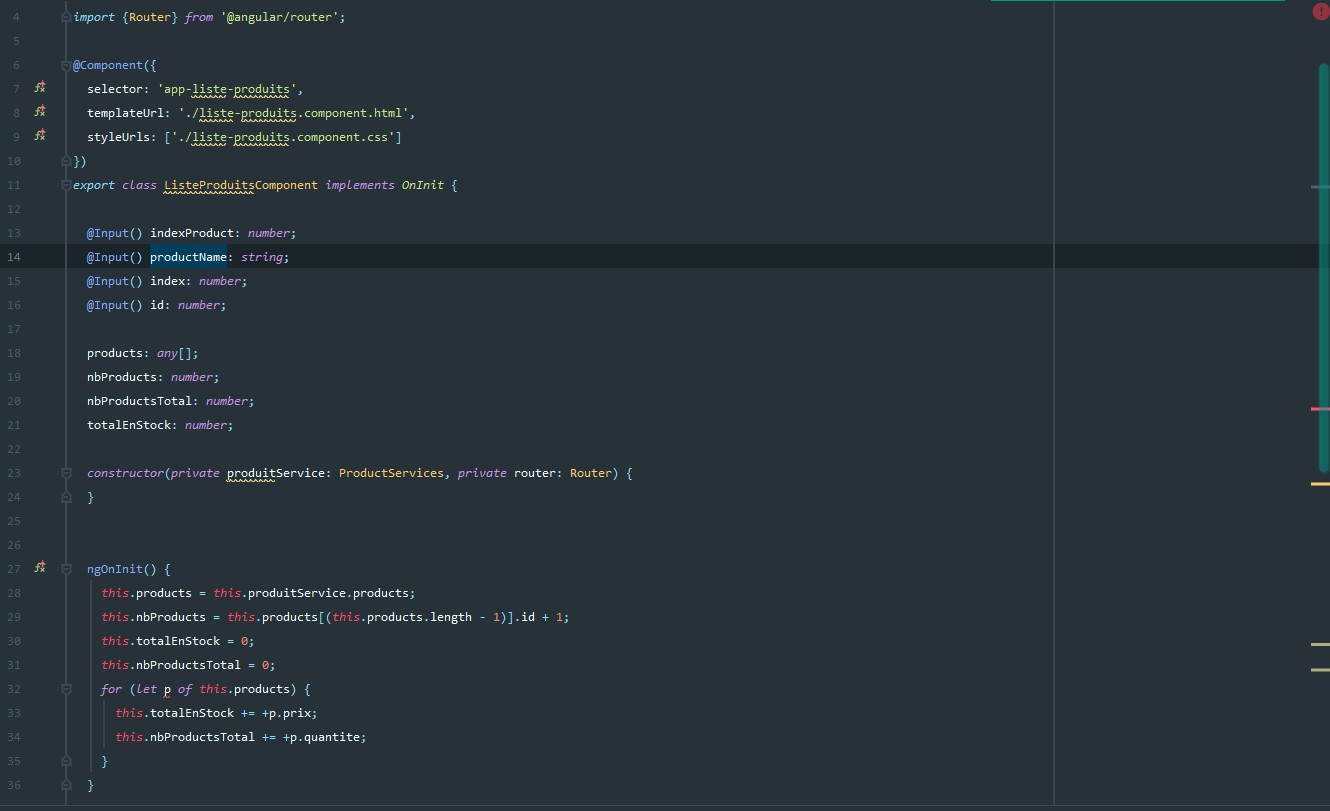 4 import {Router} from '@angular/router';
5
6 @Component({
7 selector: 'app-liste-produits',
8 templateUrl: './liste-produits.component.html',
9 styleUrls: ['./liste-produits.component.css']
10 })
11 export class ListeProduitsComponent implements OnInit {
12
13 @Input() indexProduct: number;
14 @Input() productName: string;
15 @Input() index: number;
16 @Input() id: number;
17
18 products: any[];
19 nbProducts: number;
20 nbProductsTotal: number;
21 totalEnStock: number;
22
23 constructor(private produitService: ProductServices, private router: Router) {
24 }
25
26
27 ngOnInit() {
28 this.products = this.produitService.products;
29 this.nbProducts = this.products[(this.products.length - 1)].id + 1;
30 this.totalEnStock = 0;
31 this.nbProductsTotal = 0;
32 for (let p of this.products) {
33 this.totalEnStock += +p.prix;
34 this.nbProductsTotal += +p.quantite;
35 }
36 }